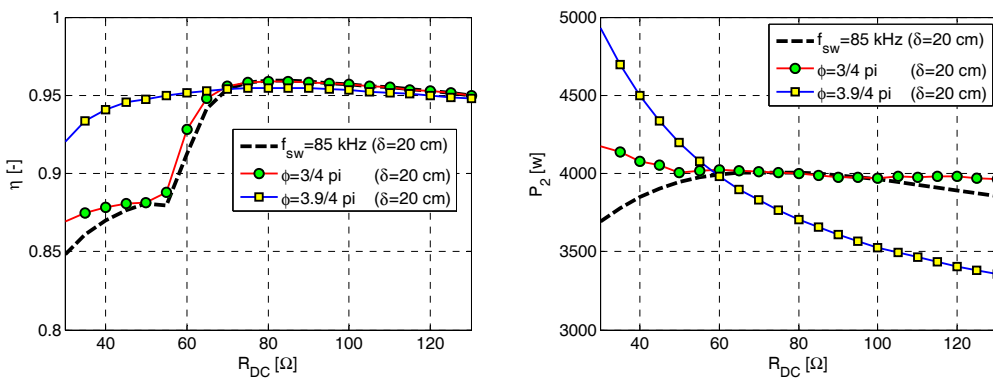 1
0.95
0.9
0.85
0.8
η [-]
40 60 80 100 120
R_DC [Ω]
f_sw=85 kHz (δ=20 cm)
ϕ=3/4 pi (δ=20 cm)
ϕ=3.9/4 pi (δ=20 cm)
5000
4500
4000
3500
3000
P_2 [w]
40 60 80 100 120
R_DC [Ω]
f_sw=85 kHz (δ=20 cm)
ϕ=3/4 pi (δ=20 cm)
ϕ=3.9/4 pi (δ=20 cm)